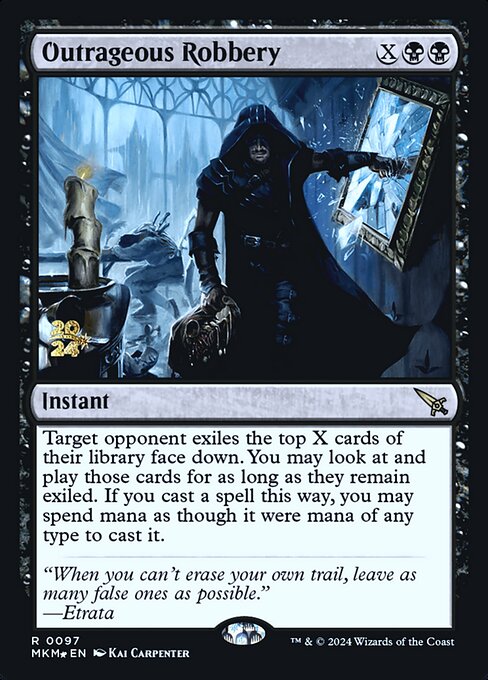 Outrageous Robbery X
2024
Instant
Target opponent exiles the top X cards of
their library face down. You may look at and
play those cards for as long as they remain
exiled. If you cast a spell this way, you may
spend mana as though it were mana of any
type to cast it.
“When you can’t erase your own trail, leave as
many false ones as possible.”
—Etrata
R 0097
MKM★EN Kai Carpenter
™ & © 2024 Wizards of the Coast